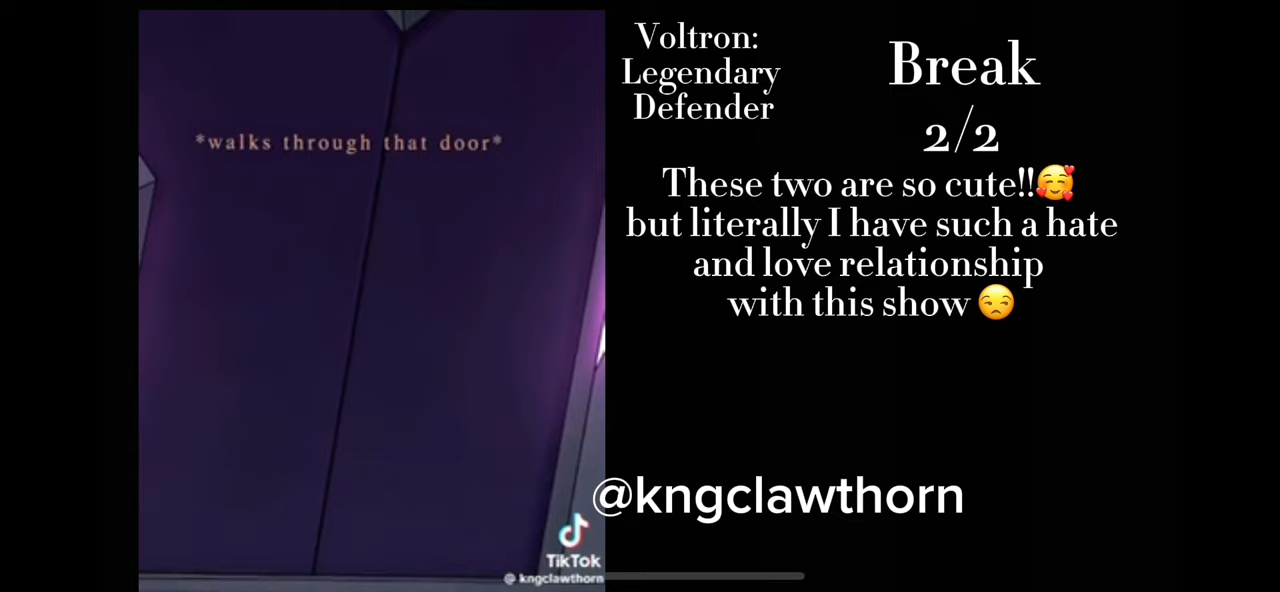 *walks through that door*
Voltron:
Legendary
Defender
Break
2/2
These two are so cute!!🥰
but literally I have such a hate
and love relationship
with this show 😒
@kngclawthorn
TikTok
@ kngclawthorn